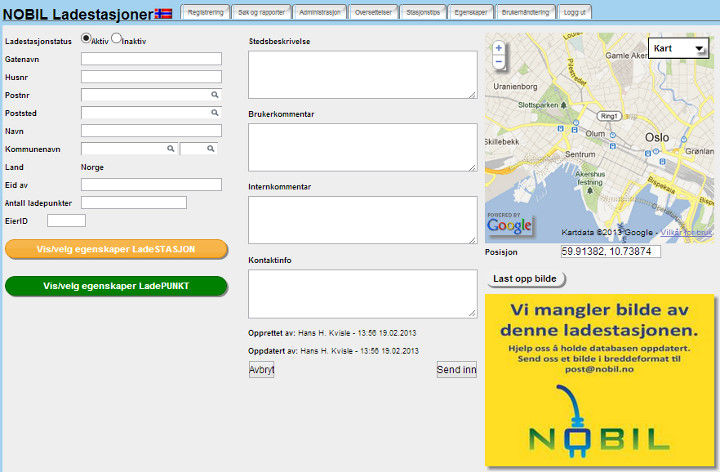 NOBIL Ladestasjoner
Registrering
Søk og rapporter
Administrasjon
Oversettelser
Stasjonstips
Egenskaper
Brukerhåndtering
Logg ut
Ladestasjonstatus Aktiv Inaktiv
Gatenavn
Husnr
Postnr
Poststed
Navn
Kommunenavn
Land Norge
Eid av
Antall ladepunkter
EierID
Vis/velg egenskaper LadeSTASJON
Vis/velg egenskaper LadePUNKT
Stedsbeskrivelse
Brukerkommentar
Internkommentar
Kontaktinfo
Opprettet av: Hans H. Kvisle - 13:56 19.02.2013
Oppdatert av: Hans H. Kvisle - 13:56 19.02.2013
Avbryt
Send inn
Kart
Gamle Aker
Pilestredet
Uranienborg
Slottsparken
Ring1
Oslo
Oslo
Skillebekk
Sentrum
Grønlan
Akershus
festning
Bispeka
POWERED BY
Google
Kartdata ©2013 Google - Vilkår for bruk
Posisjon 59.91382, 10.73874
Last opp bilde
Vi mangler bilde av
denne ladestasjonen.
Hjelp oss å holde databasen oppdatert.
Send oss et bilde i breddeformat til
post@nobil.no
NOBIL